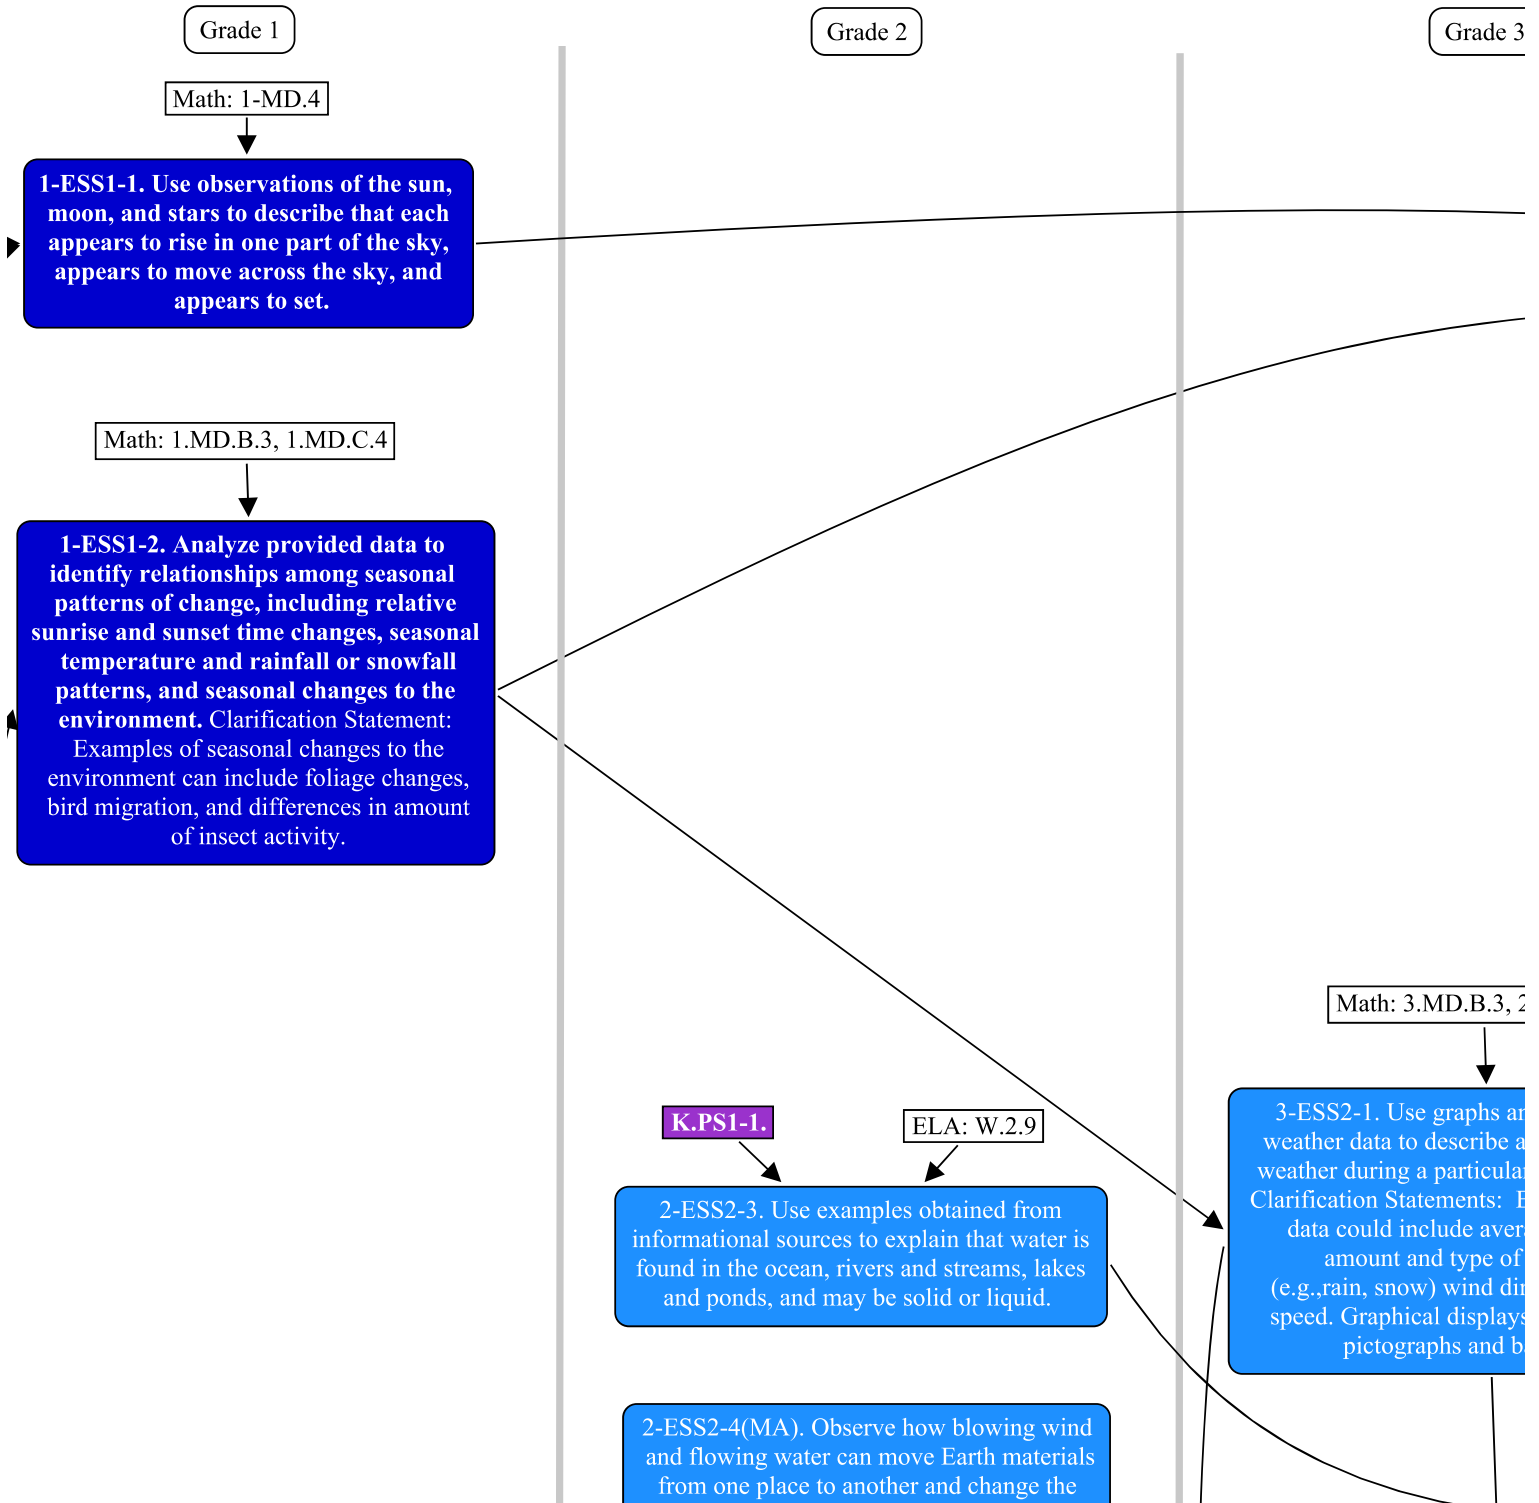 Grade 1
Grade 2
Grade 3
Math: 1-MD.4
1-ESS1-1. Use observations of the sun,
moon, and stars to describe that each
appears to rise in one part of the sky,
appears to move across the sky, and
appears to set.
Math: 1.MD.B.3, 1.MD.C.4
1-ESS1-2. Analyze provided data to
identify relationships among seasonal
patterns of change, including relative
sunrise and sunset time changes, seasonal
temperature and rainfall or snowfall
patterns, and seasonal changes to the
environment. Clarification Statement:
Examples of seasonal changes to the
environment can include foliage changes,
bird migration, and differences in amount
of insect activity.
K.PS1-1.
ELA: W.2.9
2-ESS2-3. Use examples obtained from
informational sources to explain that water is
found in the ocean, rivers and streams, lakes
and ponds, and may be solid or liquid.
2-ESS2-4(MA). Observe how blowing wind
and flowing water can move Earth materials
from one place to another and change the
Math: 3.MD.B.3, 2
3-ESS2-1. Use graphs
weather data to describe
weather during a particular
Clarification Statements:
data could include
amount and type of
(e.g.,rain, snow) wind
speed. Graphical displays
pictographs and